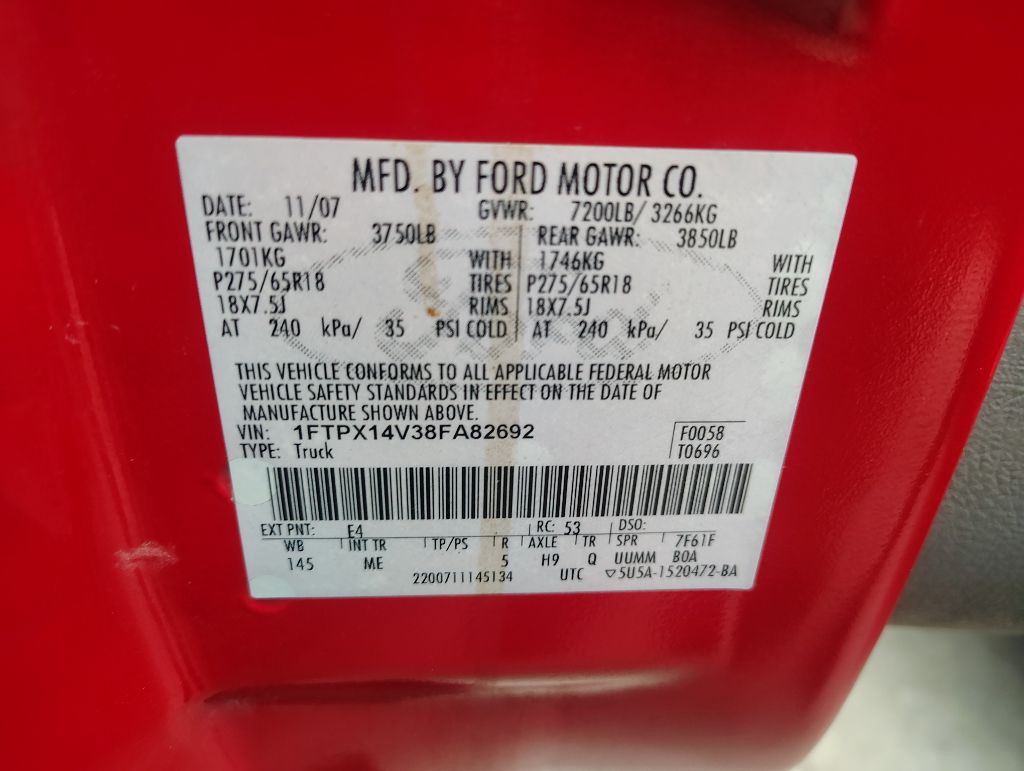 MFD. BY FORD MOTOR CO.
DATE: 11/07 GVWR: 7200LB/ 3266KG
FRONT GAWR: 3750LB REAR GAWR: 3850LB
1701KG WITH 1746KG WITH
P275/65R18 TIRES P275/65R18 TIRES
18X7.5J RIMS 18X7.5J RIMS
AT 240 kPa/ 35 PSI COLD AT 240 kPa/ 35 PSI COLD
THIS VEHICLE CONFORMS TO ALL APPLICABLE FEDERAL MOTOR
VEHICLE SAFETY STANDARDS IN EFFECT ON THE DATE OF
MANUFACTURE SHOWN ABOVE.
VIN: 1FTPX14V38FA82692 F0058
TYPE: Truck T0696
EXT PNT: E4 RC: 53 DSO:
WB INT TR TP/PS R AXLE TR SPR 7F61F
145 ME 5 H9 Q UUMM B0A
2200711145134 UTC ▽5U5A-1520472-BA